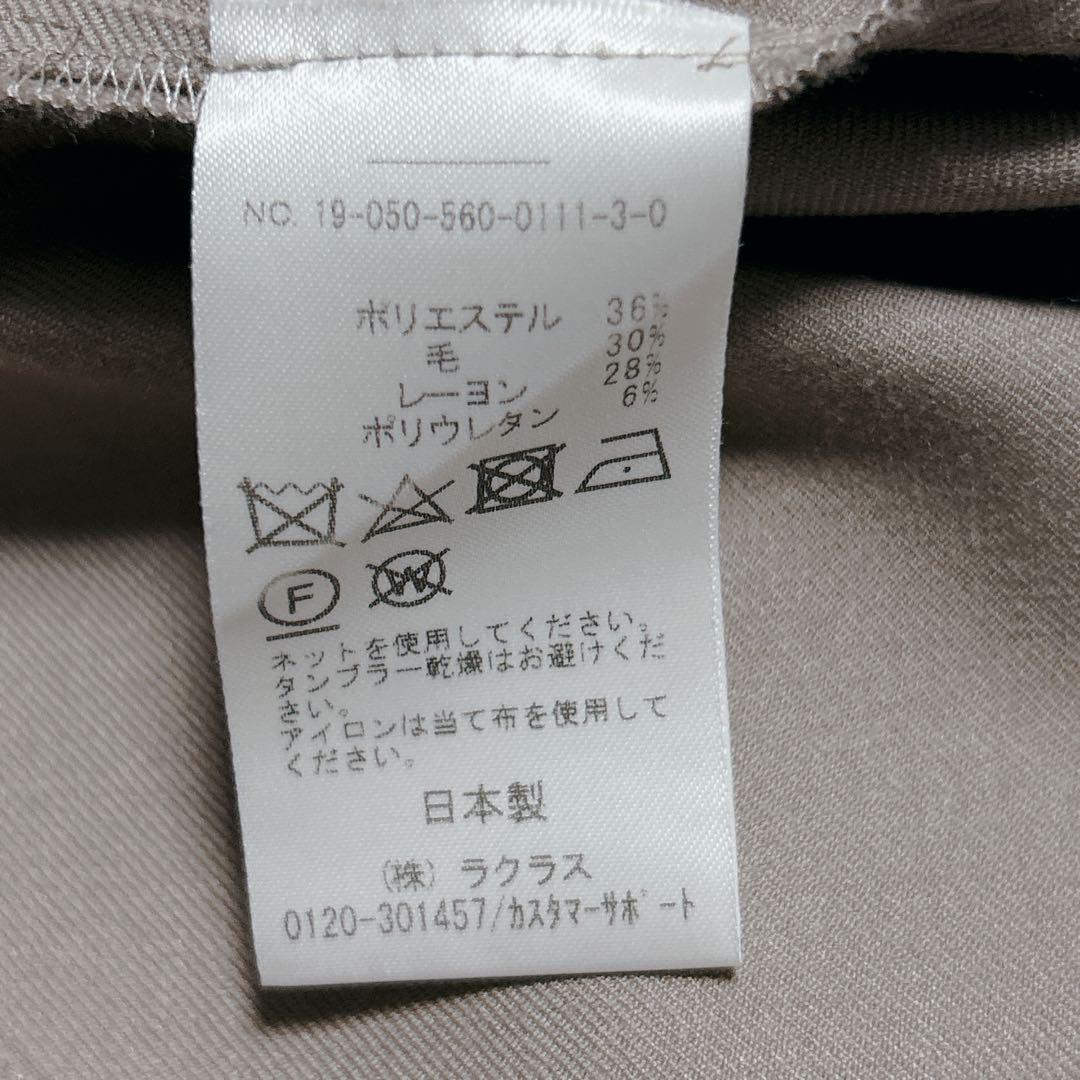 NO. 19-050-560-0111-3-0
ポリエステル 36%
毛 30%
レーヨン 28%
ポリウレタン 6%
F W
ネットを使用してください。
タンブラー乾燥はお避けくだ
さい。
アイロンは当て布を使用して
ください。
日本製
(株) ラクラス
0120-301457/カスタマーサポート